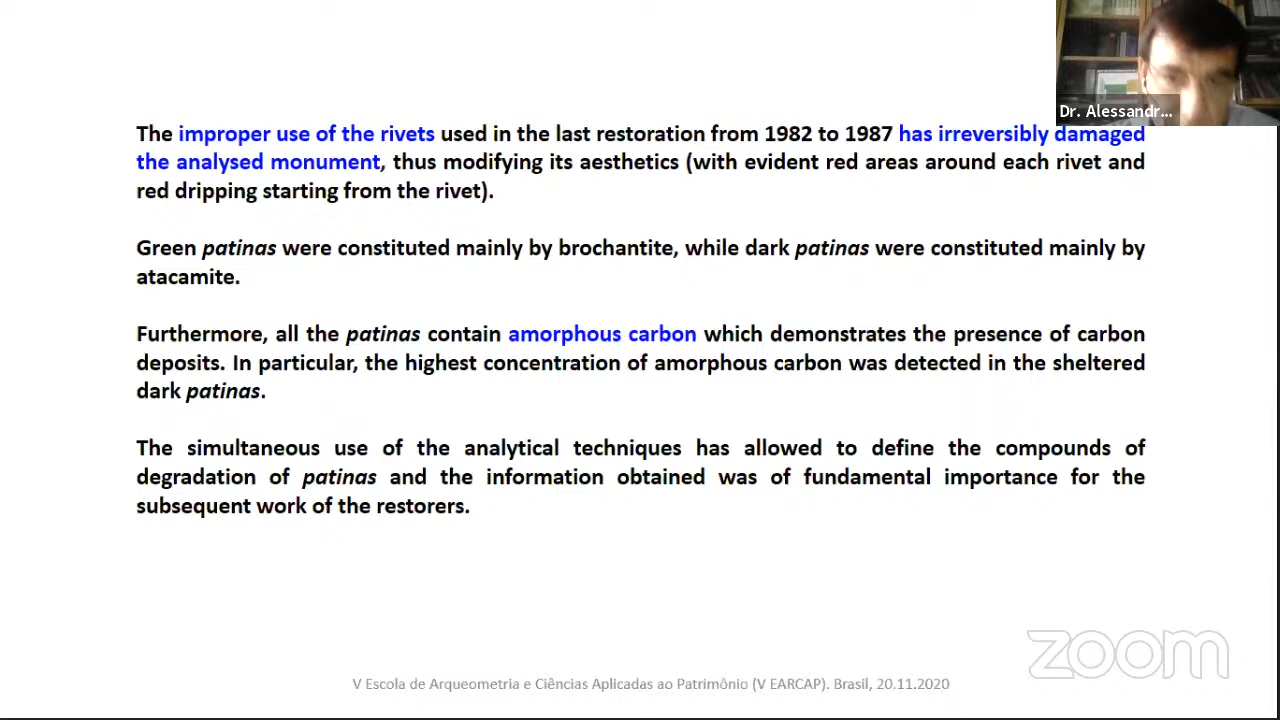 Dr. Alessandr...
The improper use of the rivets used in the last restoration from 1982 to 1987 has irreversibly damaged
the analysed monument, thus modifying its aesthetics (with evident red areas around each rivet and
red dripping starting from the rivet).
Green patinas were constituted mainly by brochantite, while dark patinas were constituted mainly by
atacamite.
Furthermore, all the patinas contain amorphous carbon which demonstrates the presence of carbon
deposits. In particular, the highest concentration of amorphous carbon was detected in the sheltered
dark patinas.
The simultaneous use of the analytical techniques has allowed to define the compounds of
degradation of patinas and the information obtained was of fundamental importance for the
subsequent work of the restorers.
zoom
V Escola de Arqueometria e Ciências Aplicadas ao Patrimônio (V EARCAP). Brasil, 20.11.2020